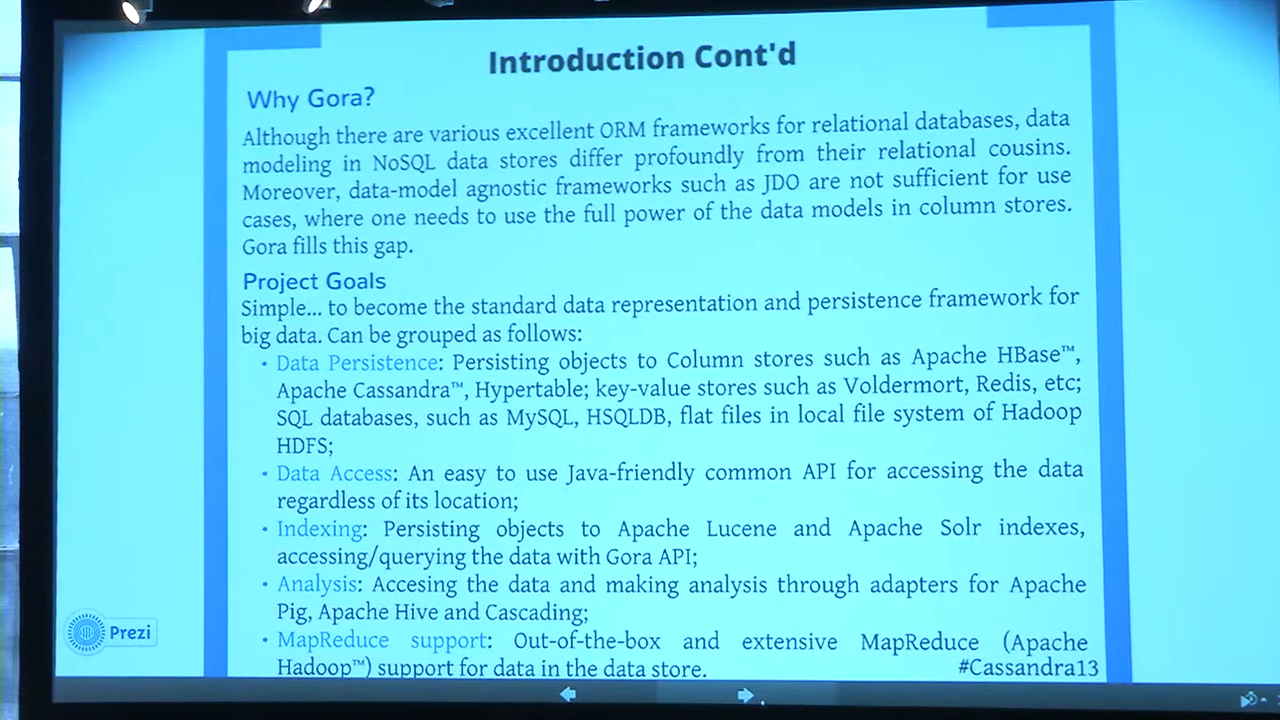 Introduction Cont'd
Why Gora?
Although there are various excellent ORM frameworks for relational databases, data
modeling in NoSQL data stores differ profoundly from their relational cousins.
Moreover, data-model agnostic frameworks such as JDO are not sufficient for use
cases, where one needs to use the full power of the data models in column stores.
Gora fills this gap.
Project Goals
Simple... to become the standard data representation and persistence framework for
big data. Can be grouped as follows:
• Data Persistence: Persisting objects to Column stores such as Apache HBase™,
Apache Cassandra™, Hypertable; key-value stores such as Voldermort, Redis, etc;
SQL databases, such as MySQL, HSQLDB, flat files in local file system of Hadoop
HDFS;
• Data Access: An easy to use Java-friendly common API for accessing the data
regardless of its location;
• Indexing: Persisting objects to Apache Lucene and Apache Solr indexes,
accessing/querying the data with Gora API;
• Analysis: Accesing the data and making analysis through adapters for Apache
Pig, Apache Hive and Cascading;
• MapReduce support: Out-of-the-box and extensive MapReduce (Apache
Hadoop™) support for data in the data store.
#Cassandra13
Prezi